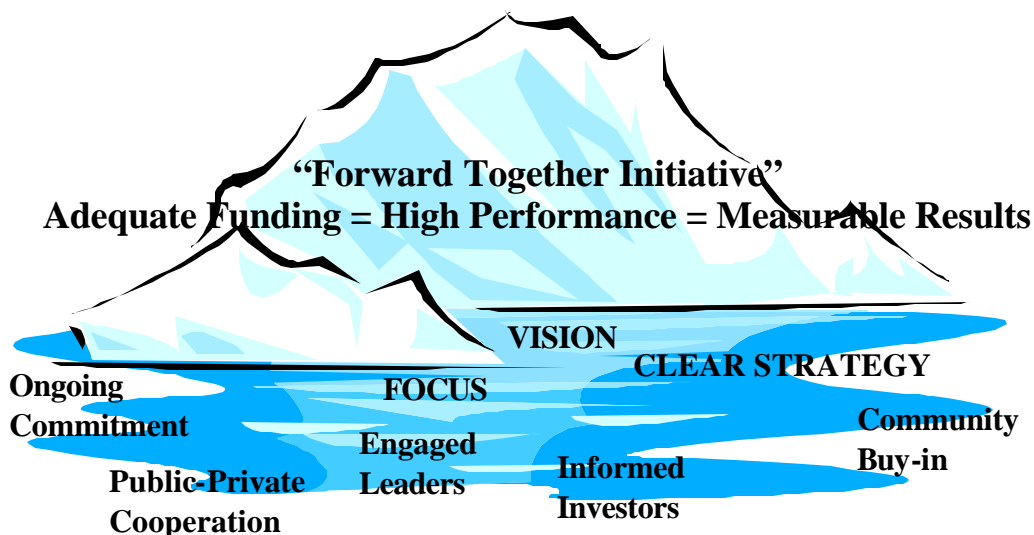 “Forward Together Initiative”
Adequate Funding = High Performance = Measurable Results
VISION
CLEAR STRATEGY
FOCUS
Ongoing
Commitment
Engaged
Leaders
Community
Buy-in
Informed
Investors
Public-Private
Cooperation